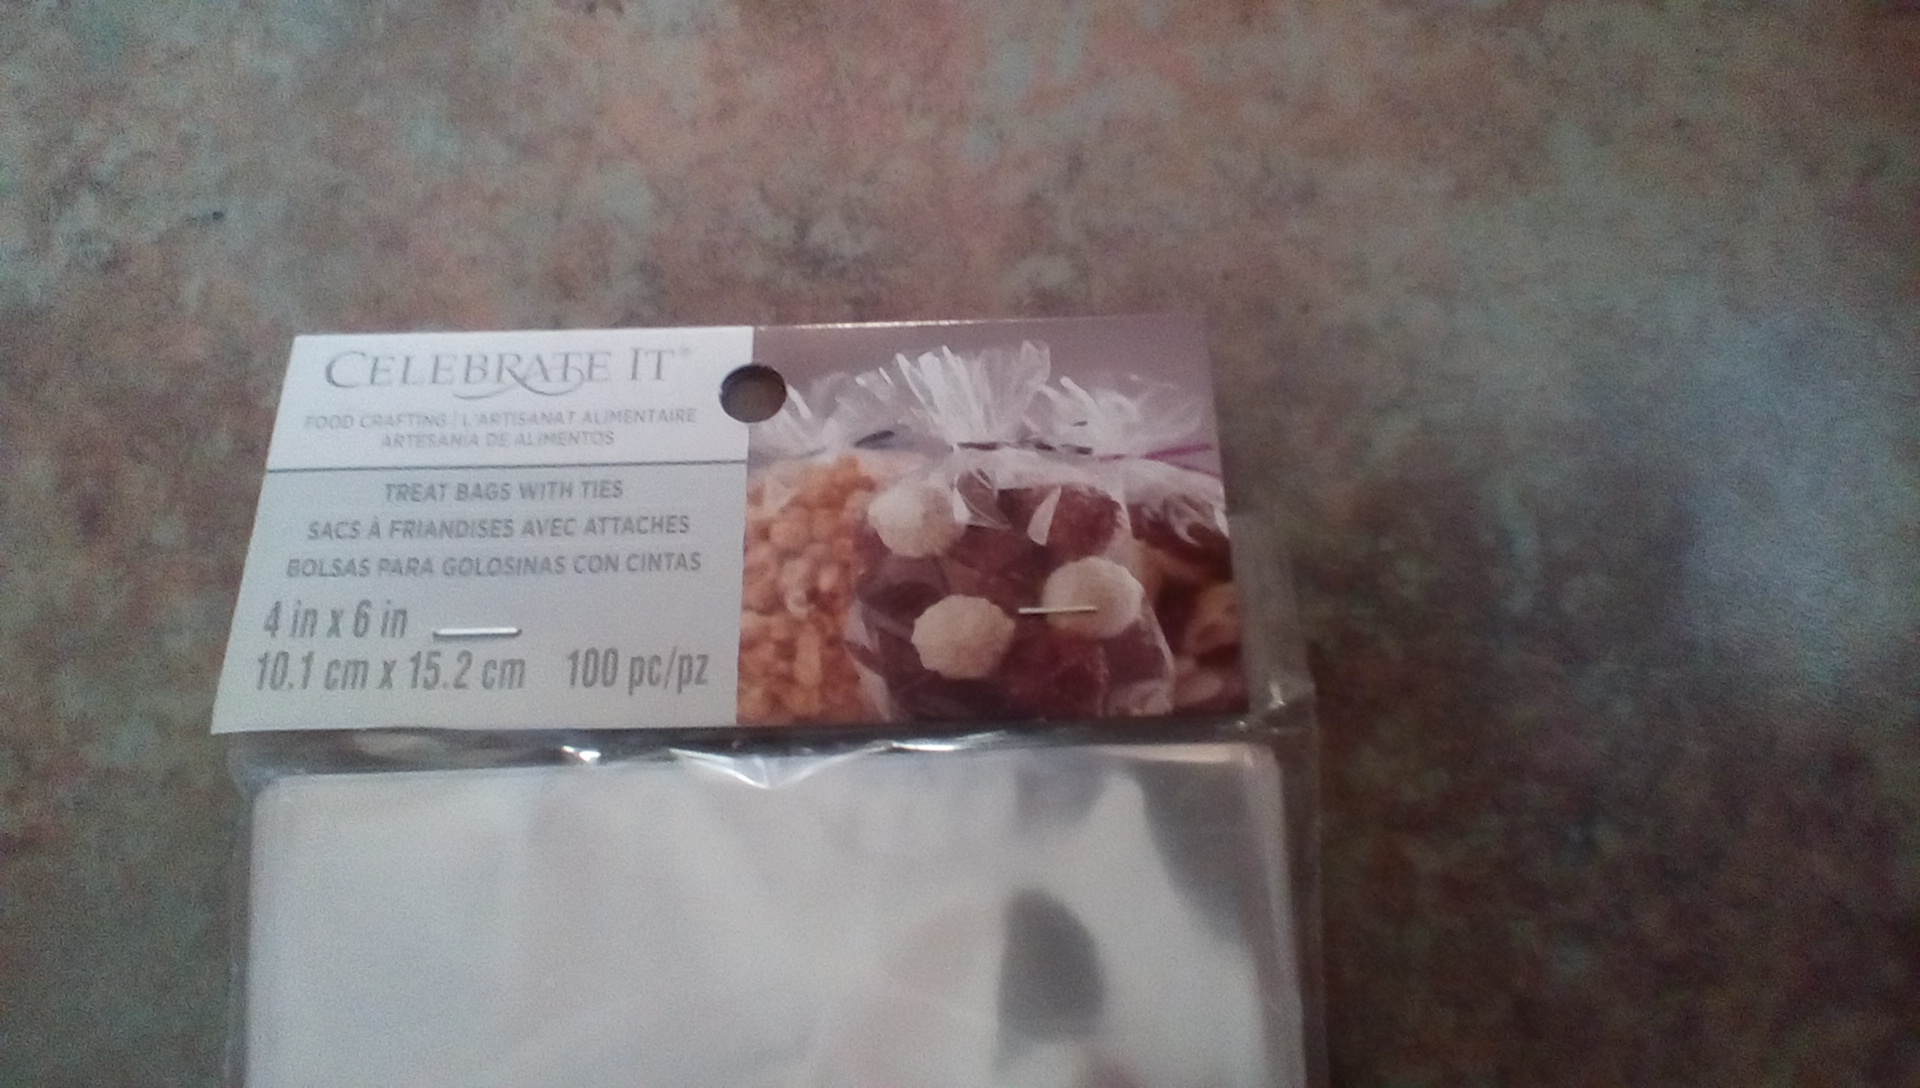 CELEBRATE IT®
FOOD CRAFTING | L'ARTISANAT ALIMENTAIRE
ARTESANIA DE ALIMENTOS
TREAT BAGS WITH TIES
SACS À FRIANDISES AVEC ATTACHES
BOLSAS PARA GOLOSINAS CON CINTAS
4 in x 6 in
10.1 cm x 15.2 cm 100 pc/pz